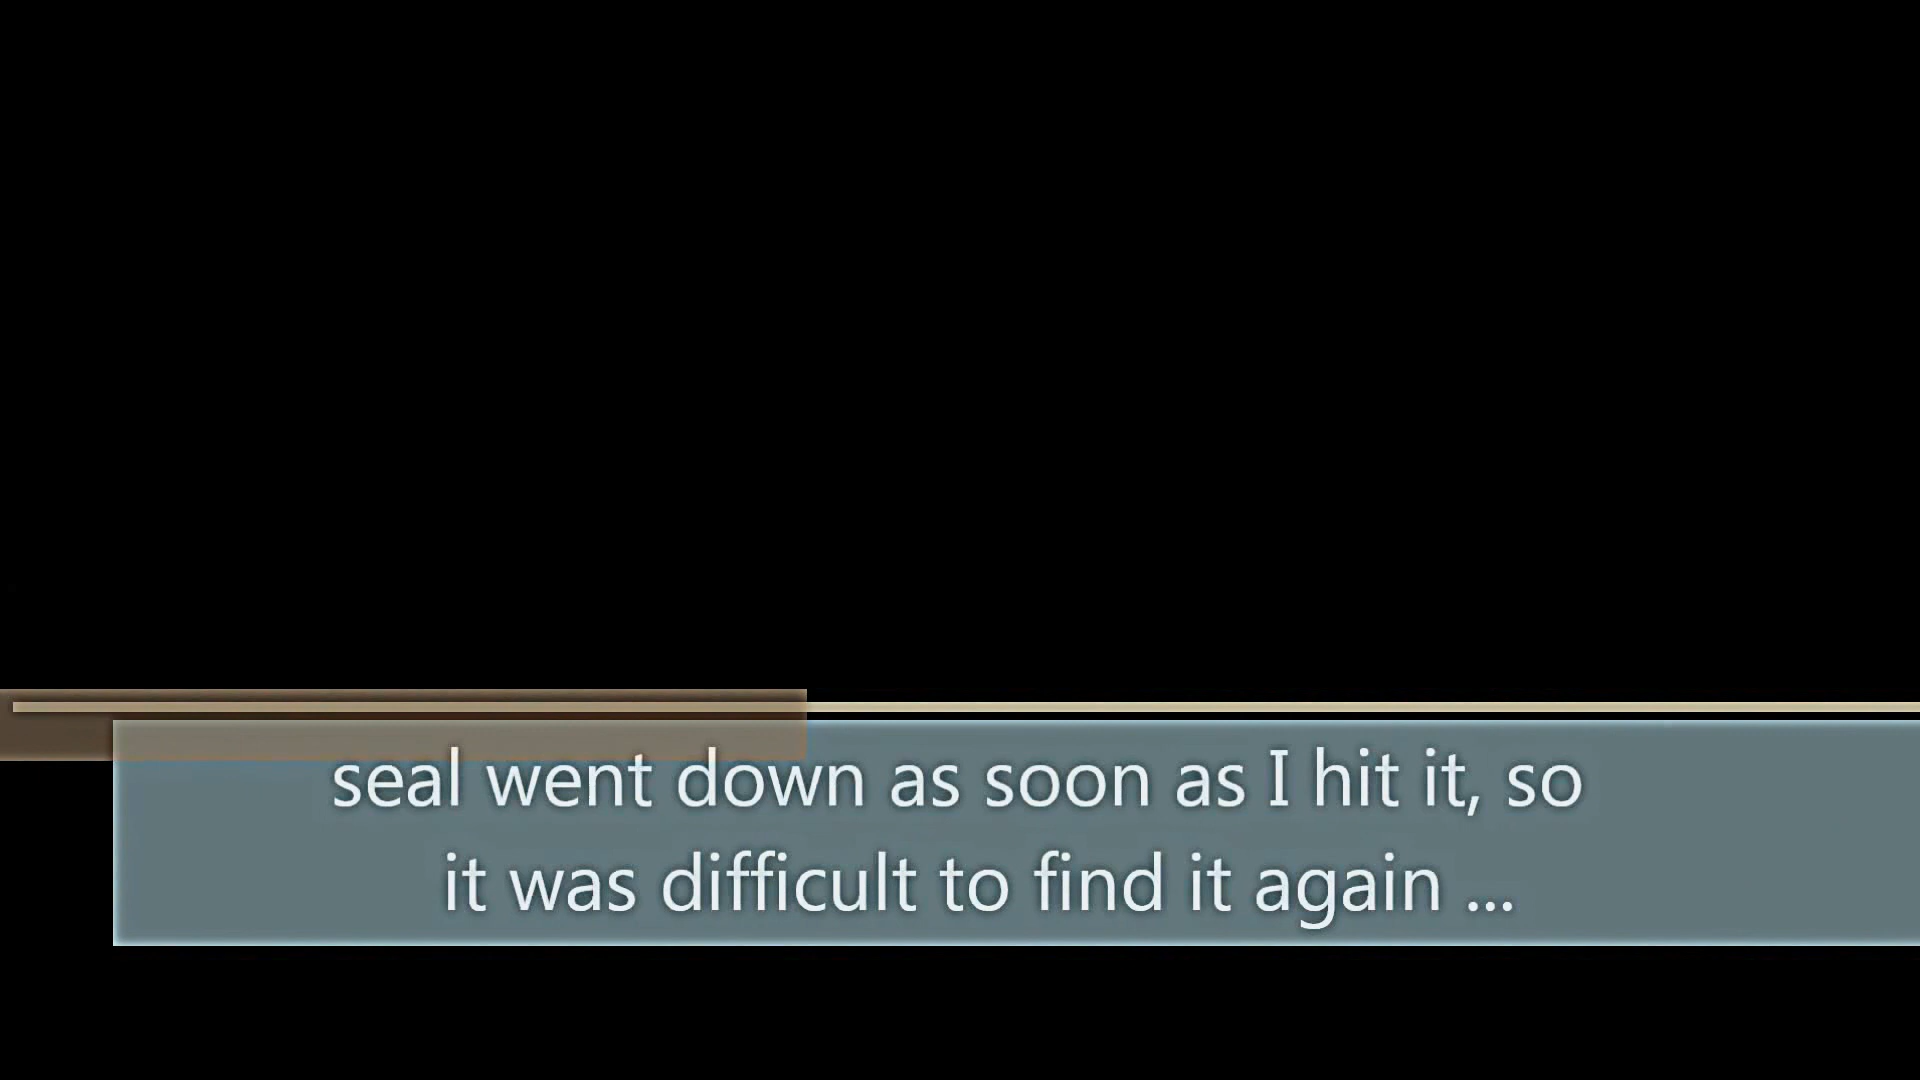 seal went down as soon as I hit it, so
it was difficult to find it again ...